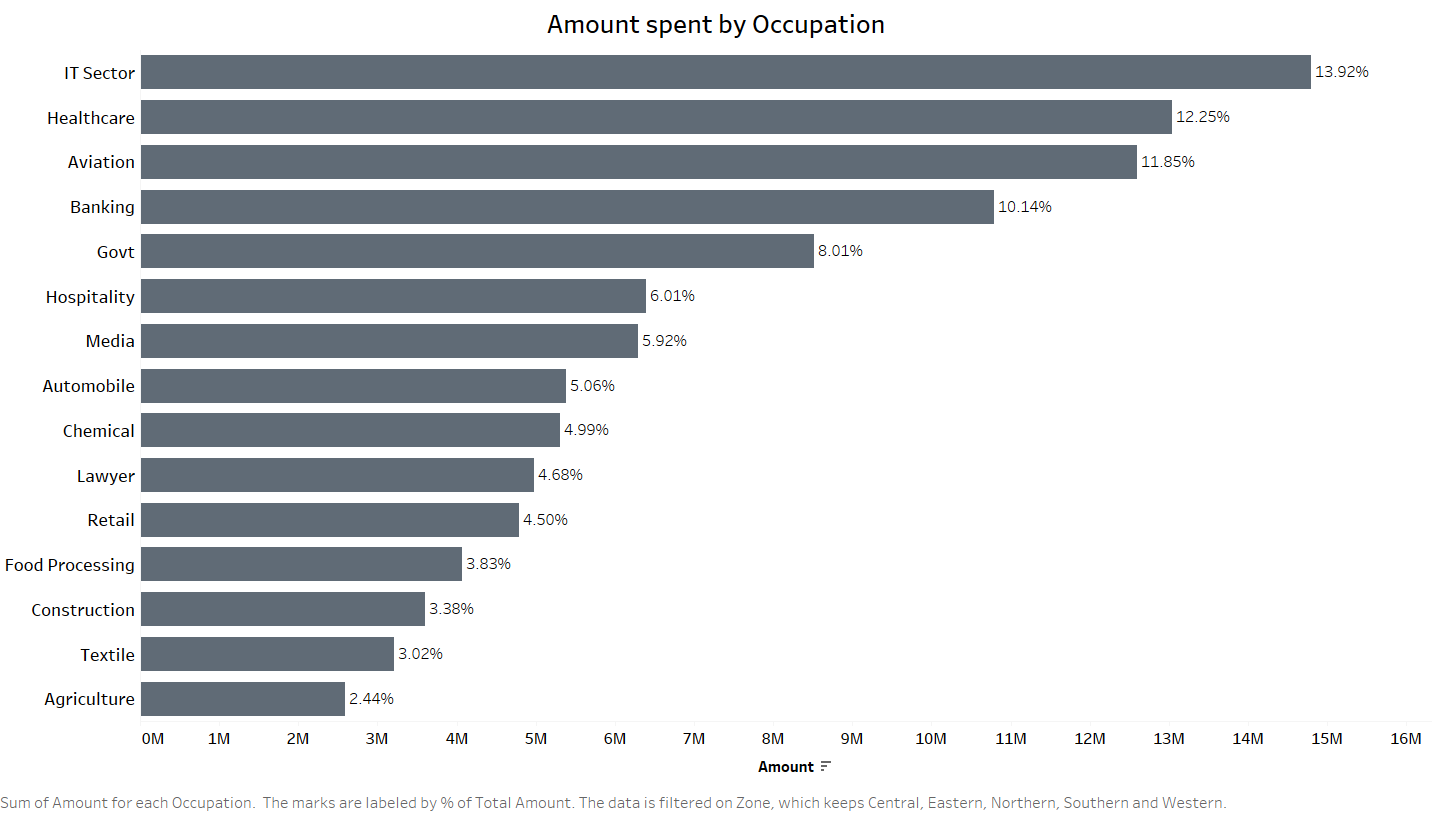 Amount spent by Occupation
IT Sector 13.92%
Healthcare 12.25%
Aviation 11.85%
Banking 10.14%
Govt 8.01%
Hospitality 6.01%
Media 5.92%
Automobile 5.06%
Chemical 4.99%
Lawyer 4.68%
Retail 4.50%
Food Processing 3.83%
Construction 3.38%
Textile 3.02%
Agriculture 2.44%
0M 1M 2M 3M 4M 5M 6M 7M 8M 9M 10M 11M 12M 13M 14M 15M 16M
Amount
Sum of Amount for each Occupation.  The marks are labeled by % of Total Amount. The data is filtered on Zone, which keeps Central, Eastern, Northern, Southern and Western.